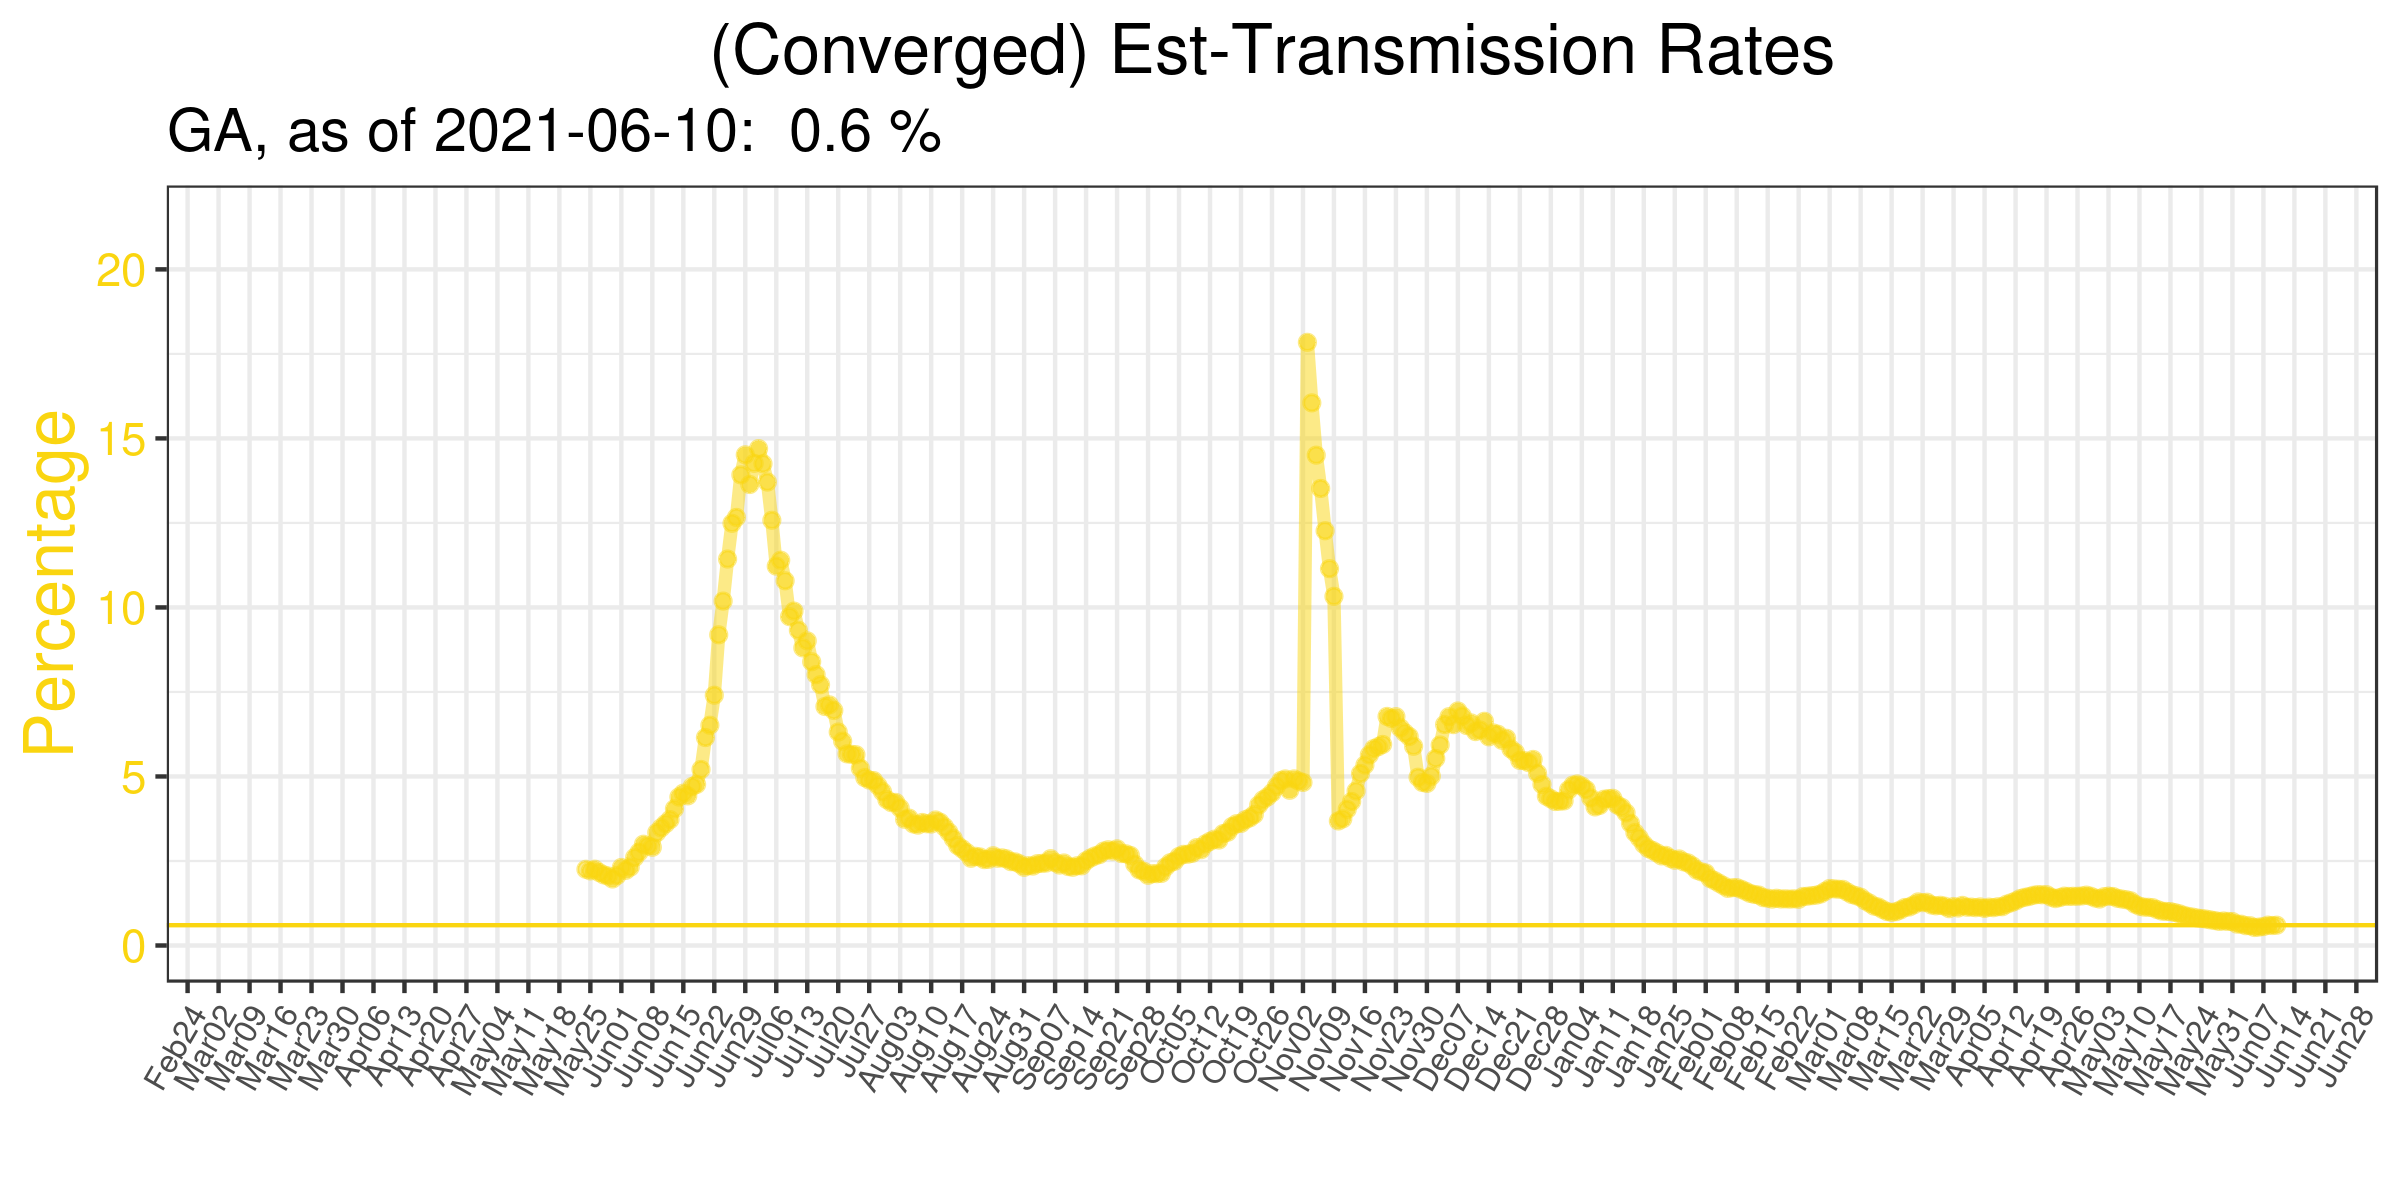 (Converged) Est-Transmission Rates
GA, as of 2021-06-10:  0.6 %
Percentage
20
15
10
5
0
Feb24
Mar02
Mar09
Mar16
Mar23
Mar30
Apr06
Apr13
Apr20
Apr27
May04
May11
May18
May25
Jun01
Jun08
Jun15
Jun22
Jun29
Jul06
Jul13
Jul20
Jul27
Aug03
Aug10
Aug17
Aug24
Aug31
Sep07
Sep14
Sep21
Sep28
Oct05
Oct12
Oct19
Oct26
Nov02
Nov09
Nov16
Nov23
Nov30
Dec07
Dec14
Dec21
Dec28
Jan04
Jan11
Jan18
Jan25
Feb01
Feb08
Feb15
Feb22
Mar01
Mar08
Mar15
Mar22
Mar29
Apr05
Apr12
Apr19
Apr26
May03
May10
May17
May24
May31
Jun07
Jun14
Jun21
Jun28